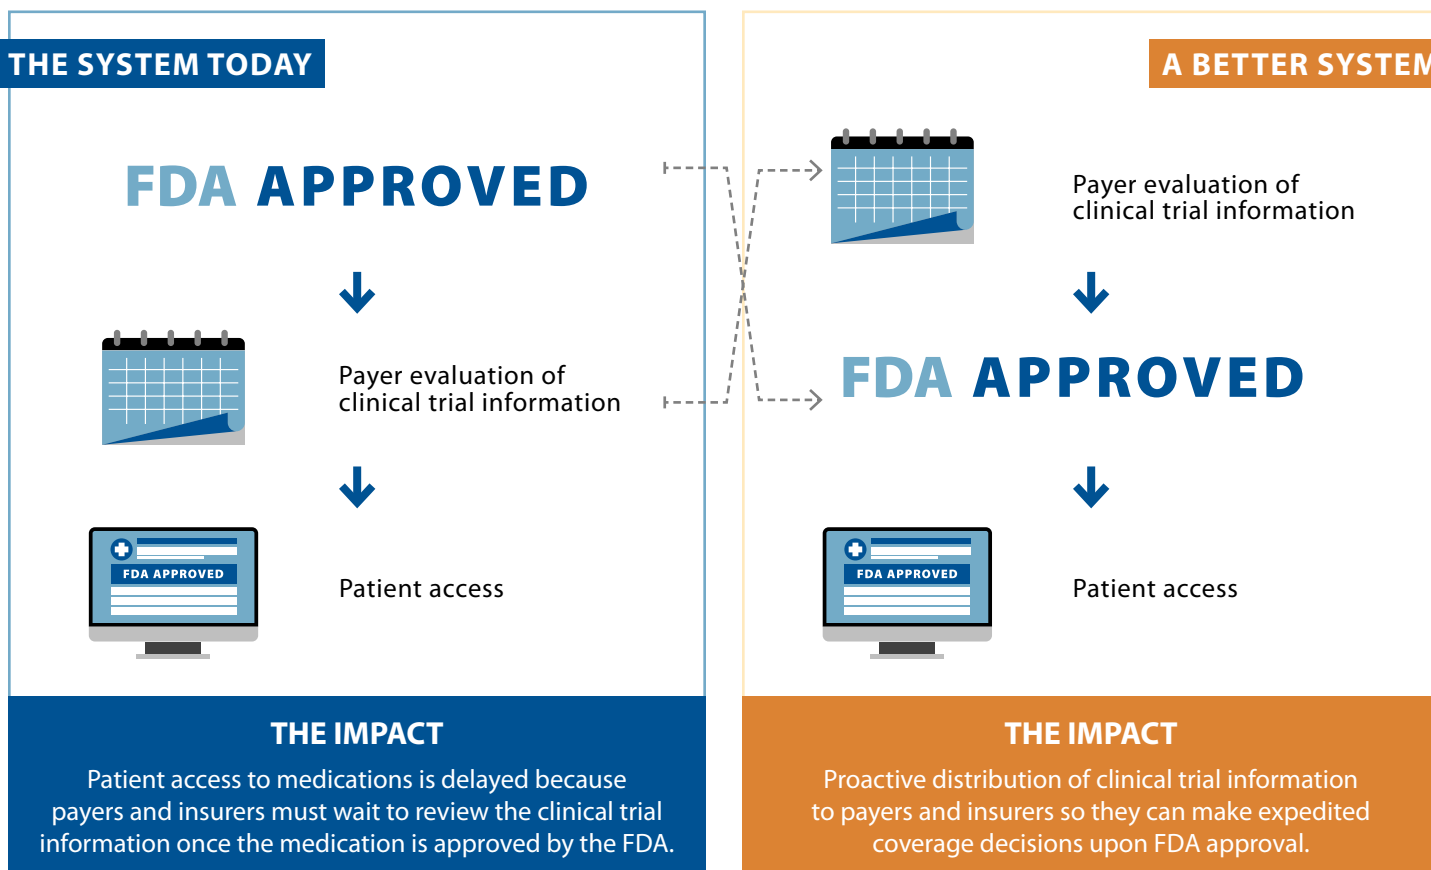 THE SYSTEM TODAY
FDA APPROVED
Payer evaluation of
clinical trial information
FDA APPROVED
Patient access
THE IMPACT
Patient access to medications is delayed because
payers and insurers must wait to review the clinical trial
information once the medication is approved by the FDA.
A BETTER SYSTEM
Payer evaluation of
clinical trial information
FDA APPROVED
FDA APPROVED
Patient access
THE IMPACT
Proactive distribution of clinical trial information
to payers and insurers so they can make expedited
coverage decisions upon FDA approval.